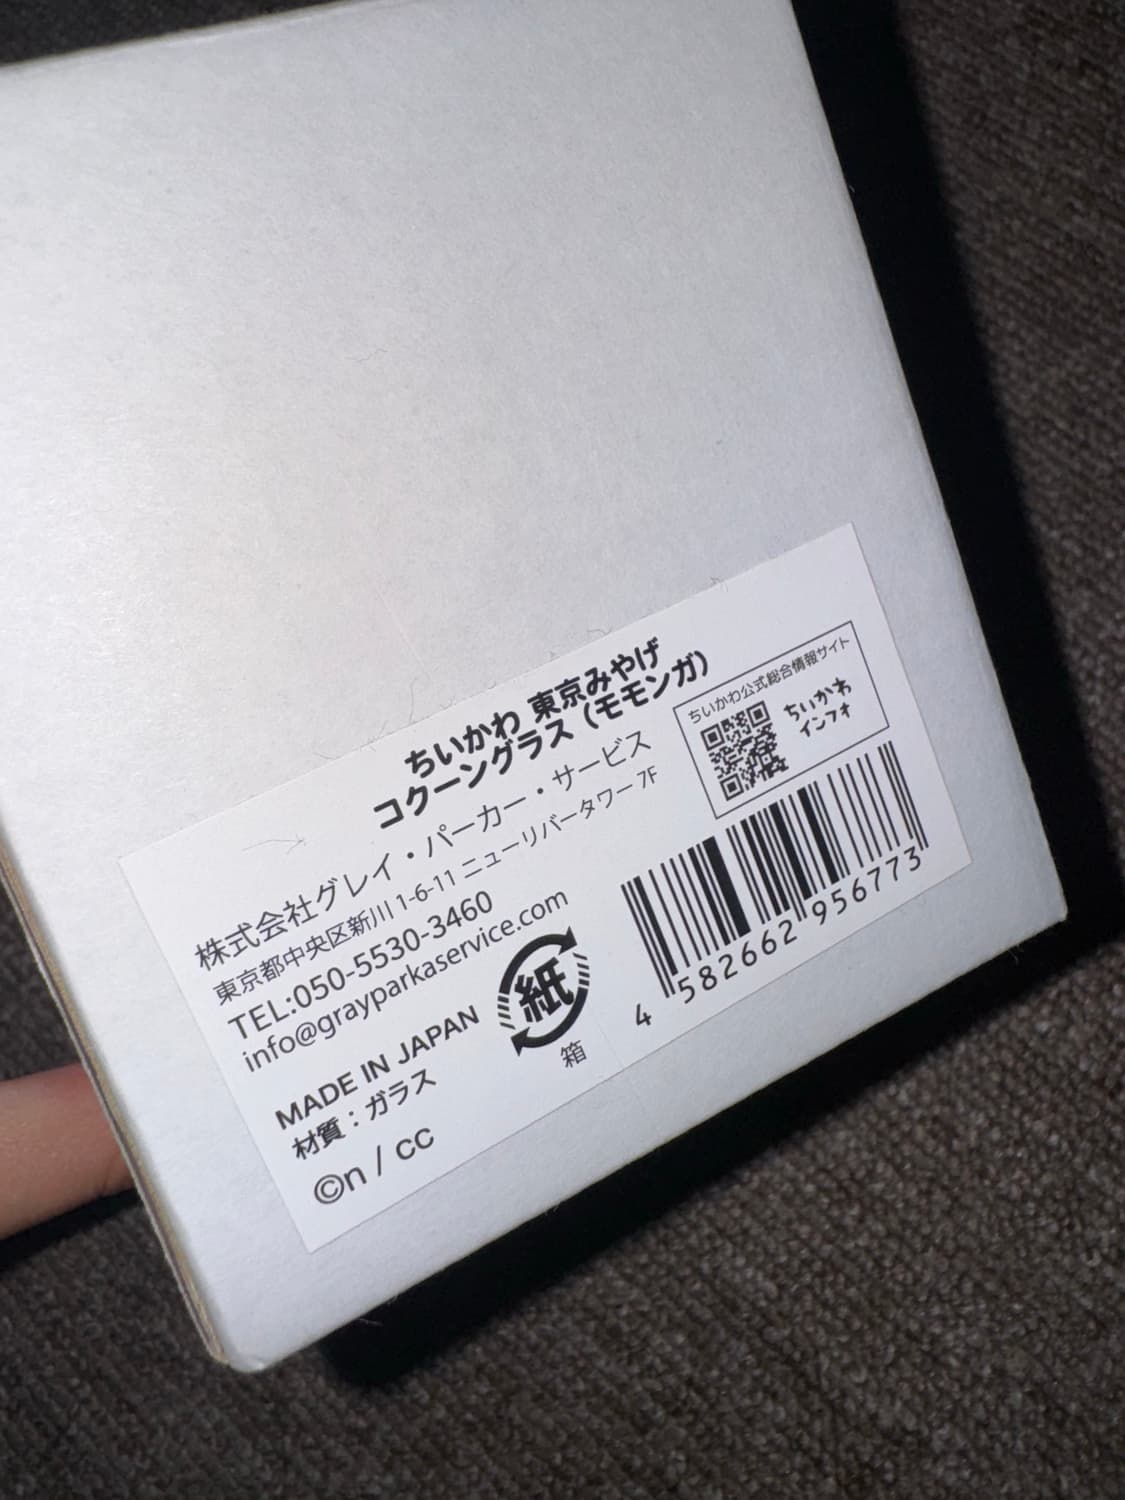 ちいかわ 東京みやげ
コクーングラス（モモンガ）
株式会社グレイ・パーカー・サービス
東京都中央区新川1-6-11 ニューリバータワー 7F
TEL:050-5530-3460
info@grayparkaservice.com
MADE IN JAPAN
材質：ガラス
©n / cc
紙
箱
ちいかわ公式総合情報サイト
ちいかわ
インフォ
4 582662 956773